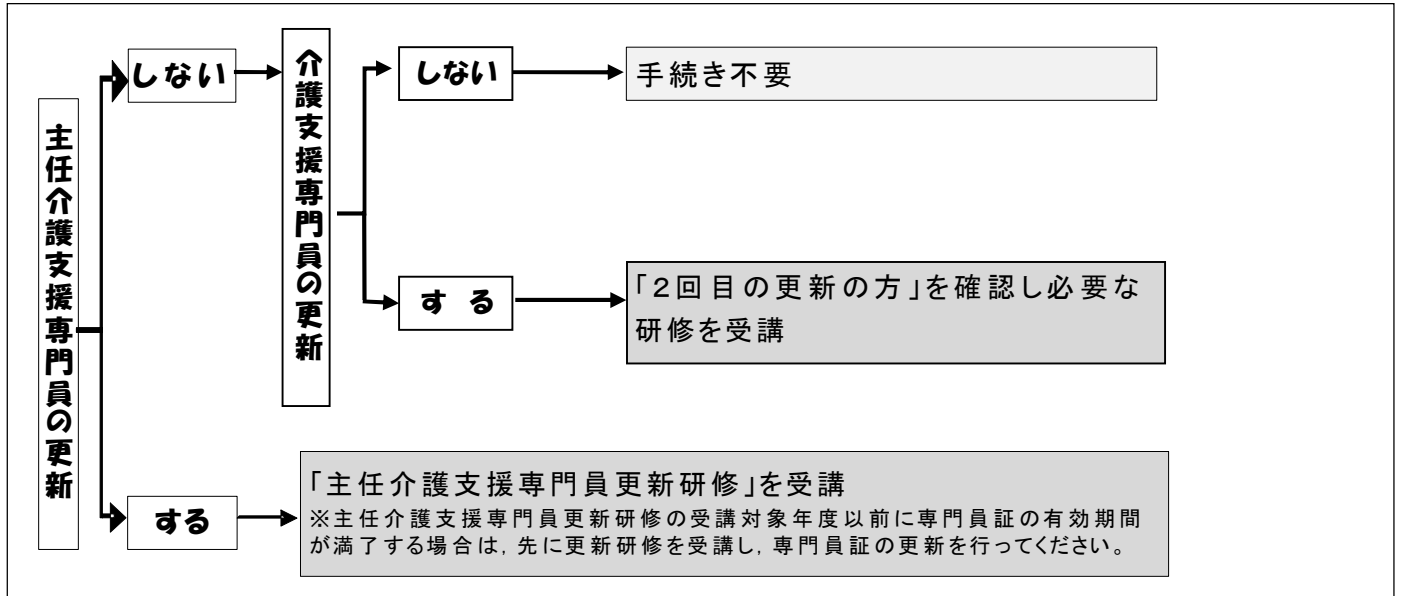 主任介護支援専門員の更新
しない
介護支援専門員の更新
しない
手続き不要
する
「2回目の更新の方」を確認し必要な
研修を受講
する
「主任介護支援専門員更新研修」を受講
※主任介護支援専門員更新研修の受講対象年度以前に専門員証の有効期間
が満了する場合は,先に更新研修を受講し,専門員証の更新を行ってください。